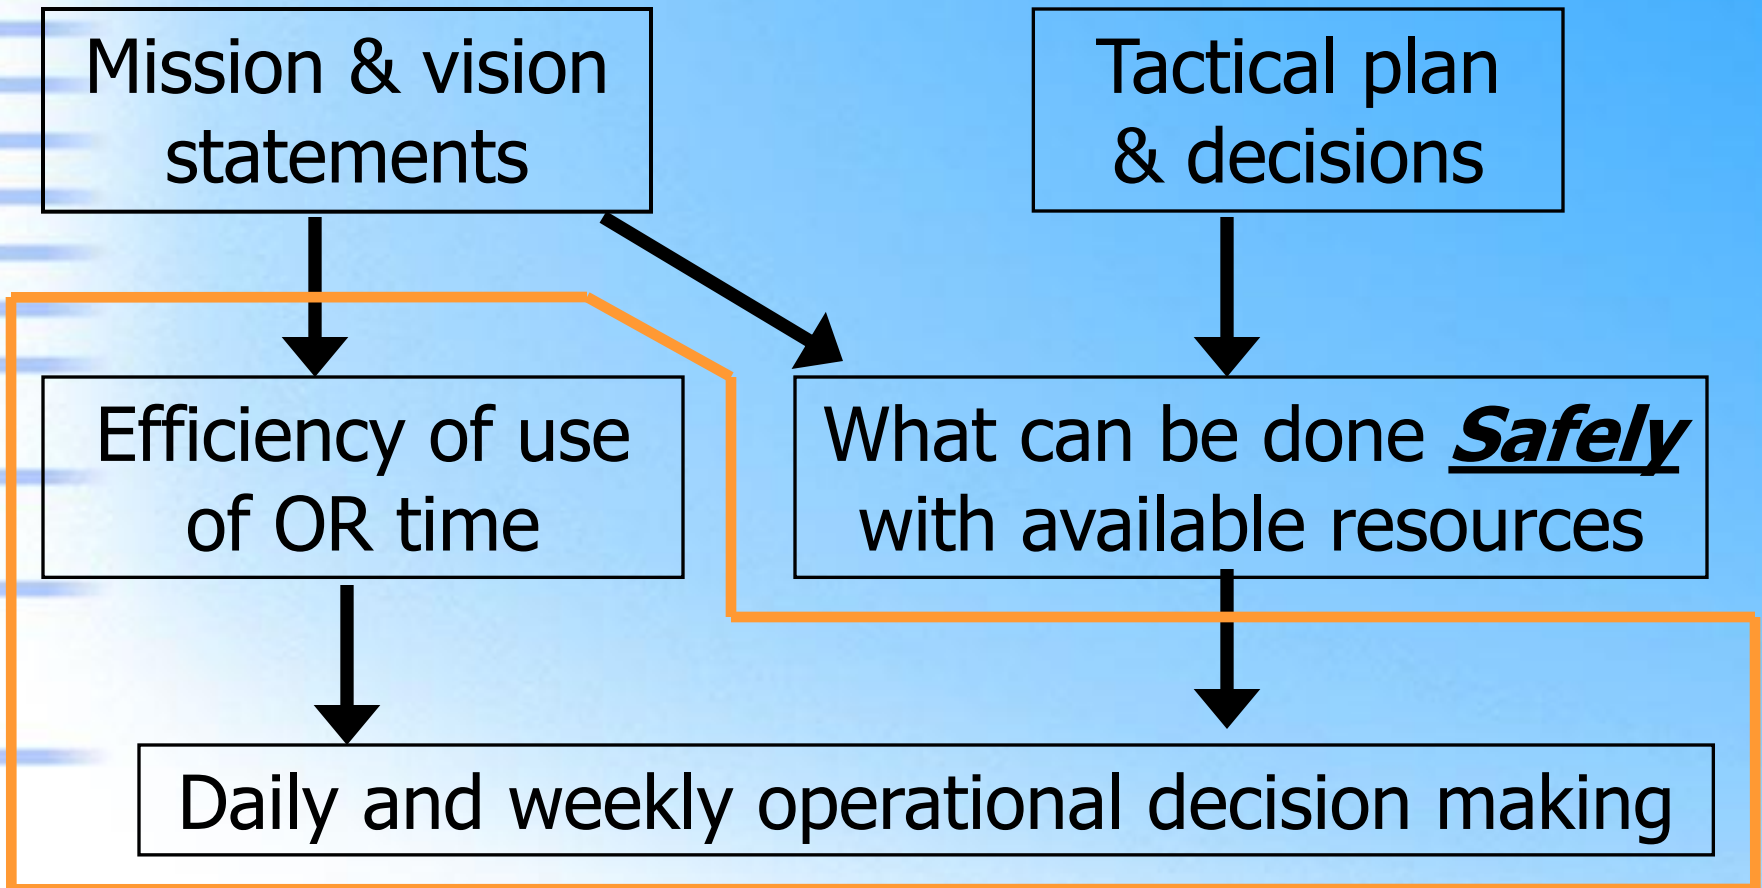 Mission & vision
statements
Tactical plan
& decisions
Efficiency of use
of OR time
What can be done Safely
with available resources
Daily and weekly operational decision making